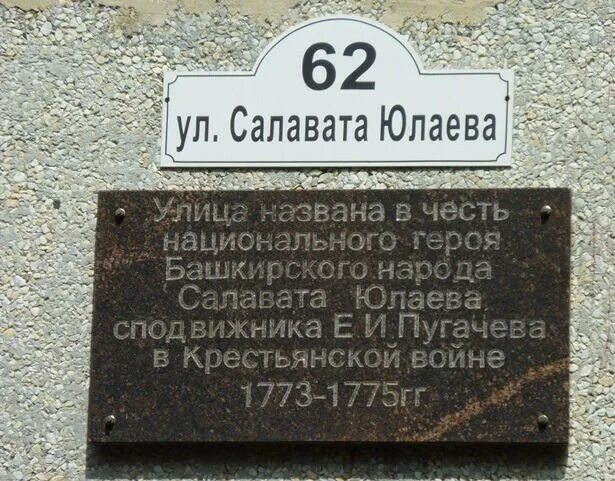 62
ул. Салавата Юлаева
Улица названа в честь
национального героя
Башкирского народа
Салавата Юлаева
сподвижника Е.И.Пугачева
в Крестьянской войне
1773-1775гг